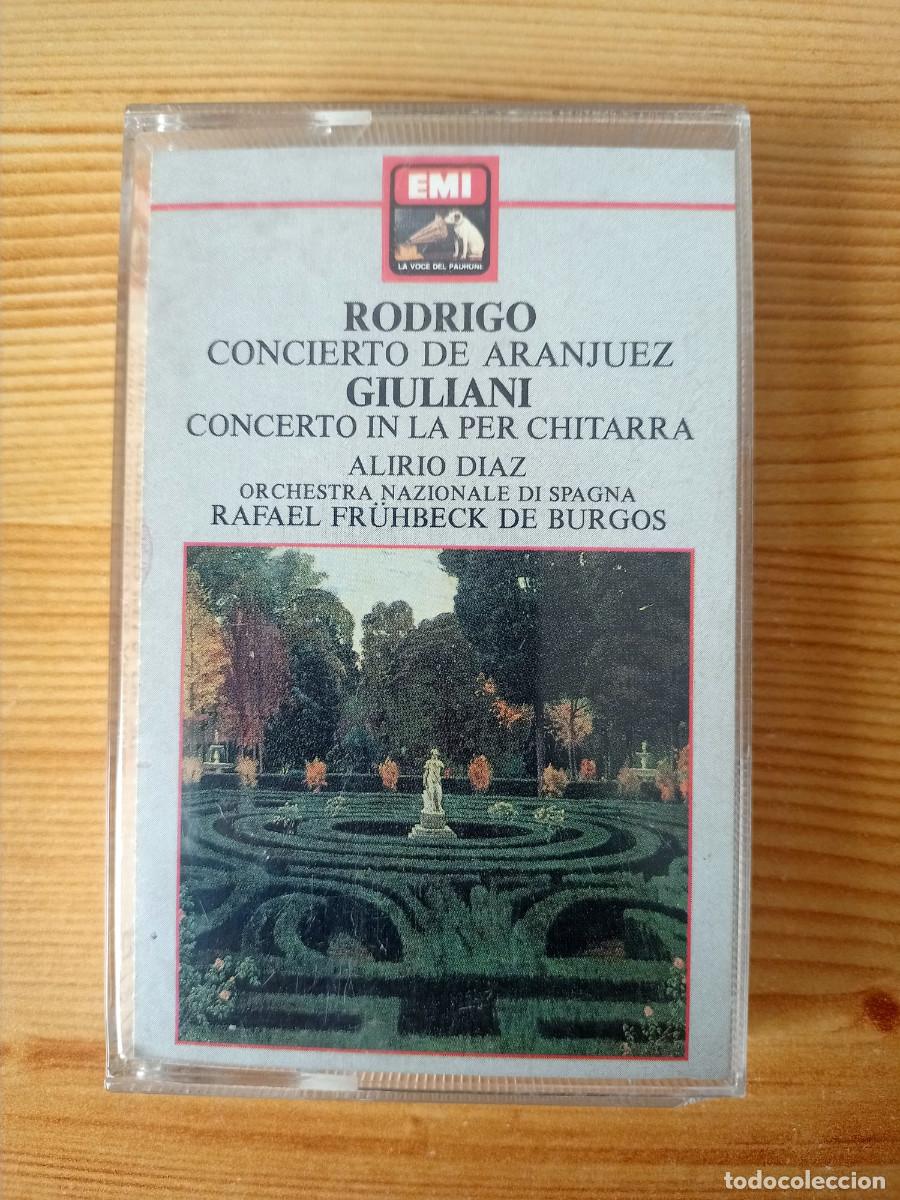 EMI
LA VOCE DEL PADRONE
RODRIGO
CONCIERTO DE ARANJUEZ
GIULIANI
CONCERTO IN LA PER CHITARRA
ALIRIO DIAZ
ORCHESTRA NAZIONALE DI SPAGNA
RAFAEL FRÜHBECK DE BURGOS
todocoleccion